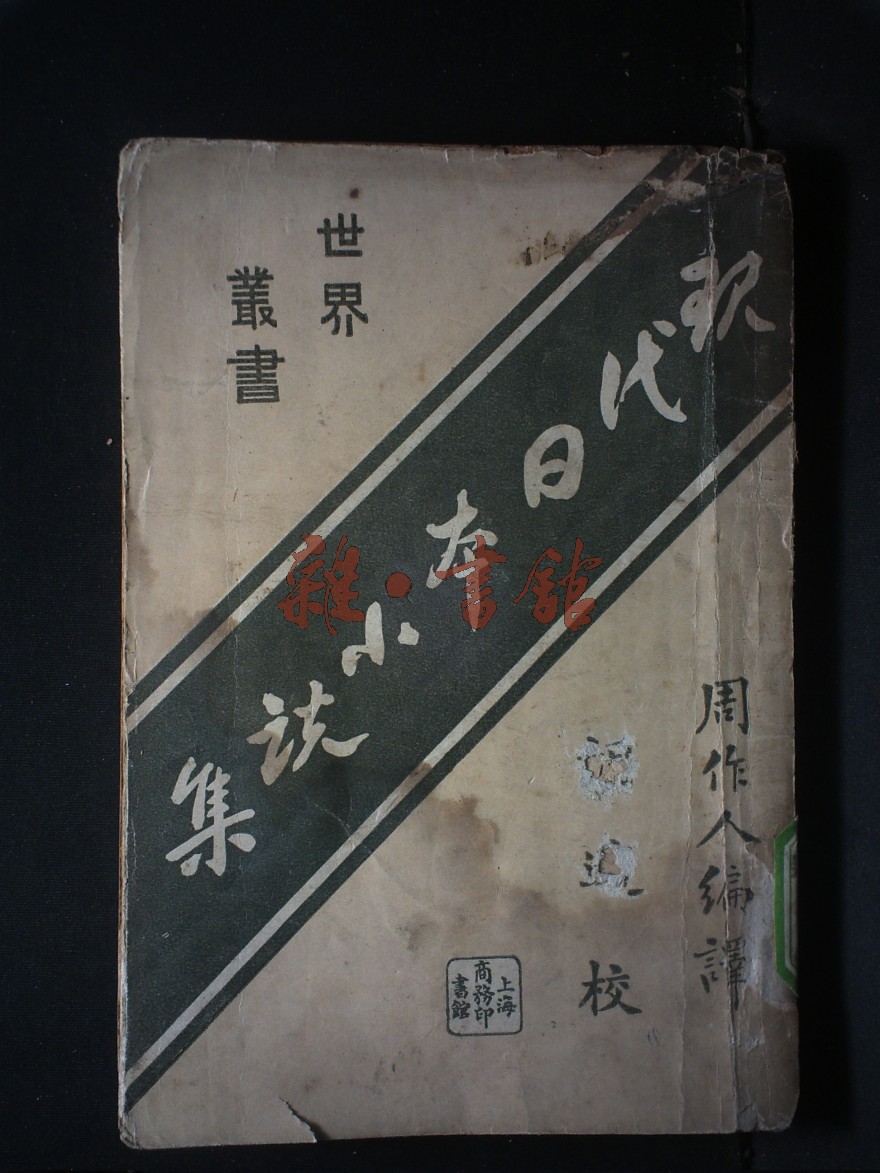 世界
叢書
現代日本小説集
周作人編譯
校
上海
商務印
書館
雜·書館